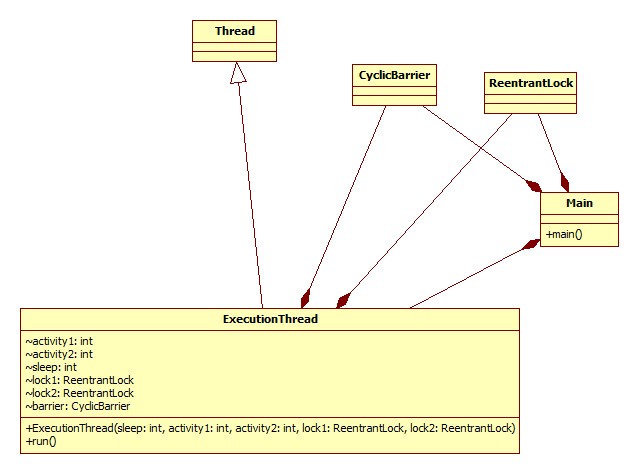 Thread
CyclicBarrier
ReentrantLock
Main
+main()
ExecutionThread
~activity1: int
~activity2: int
~sleep: int
~lock1: ReentrantLock
~lock2: ReentrantLock
~barrier: CyclicBarrier
+ExecutionThread(sleep: int, activity1: int, activity2: int, lock1: ReentrantLock, lock2: ReentrantLock)
+run()